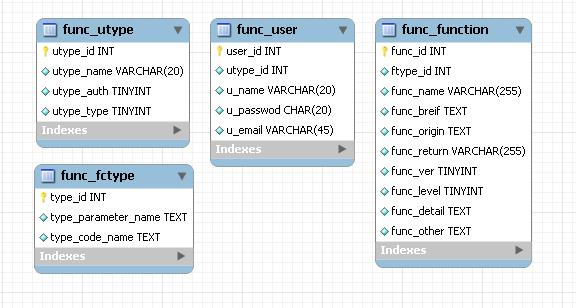 func_utype
utype_id INT
utype_name VARCHAR(20)
utype_auth TINYINT
utype_type TINYINT
Indexes
func_user
user_id INT
utype_id INT
u_name VARCHAR(20)
u_passwod CHAR(20)
u_email VARCHAR(45)
Indexes
func_function
func_id INT
ftype_id INT
func_name VARCHAR(255)
func_breif TEXT
func_origin TEXT
func_return VARCHAR(255)
func_ver TINYINT
func_level TINYINT
func_detail TEXT
func_other TEXT
Indexes
func_fctype
type_id INT
type_parameter_name TEXT
type_code_name TEXT
Indexes